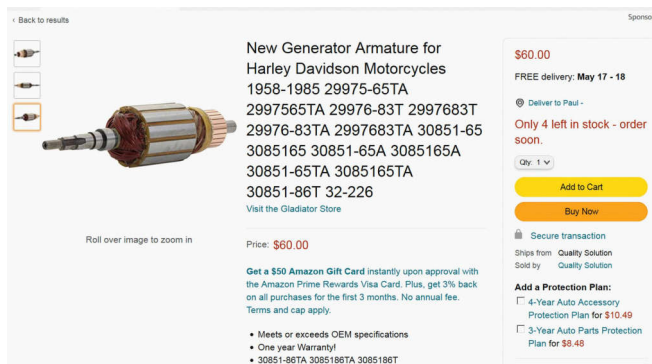 ‹ Back to results
Sponso
New Generator Armature for
Harley Davidson Motorcycles
1958-1985 29975-65TA
2997565TA 29976-83T 2997683T
29976-83TA 2997683TA 30851-65
3085165 30851-65A 3085165A
30851-65TA 3085165TA
30851-86T 32-226
Visit the Gladiator Store
Roll over image to zoom in
Price: $60.00
Get a $50 Amazon Gift Card instantly upon approval with
the Amazon Prime Rewards Visa Card. Plus, get 3% back
on all purchases for the first 3 months. No annual fee.
Terms and cap apply.
• Meets or exceeds OEM specifications
• One year Warranty!
• 30851-86TA 3085186TA 3085186T
$60.00
FREE delivery: May 17 - 18
Deliver to Paul -
Only 4 left in stock - order
soon.
Qty: 1
Add to Cart
Buy Now
Secure transaction
Ships from Quality Solution
Sold by Quality Solution
Add a Protection Plan:
4-Year Auto Accessory
Protection Plan for $10.49
3-Year Auto Parts Protection
Plan for $8.48